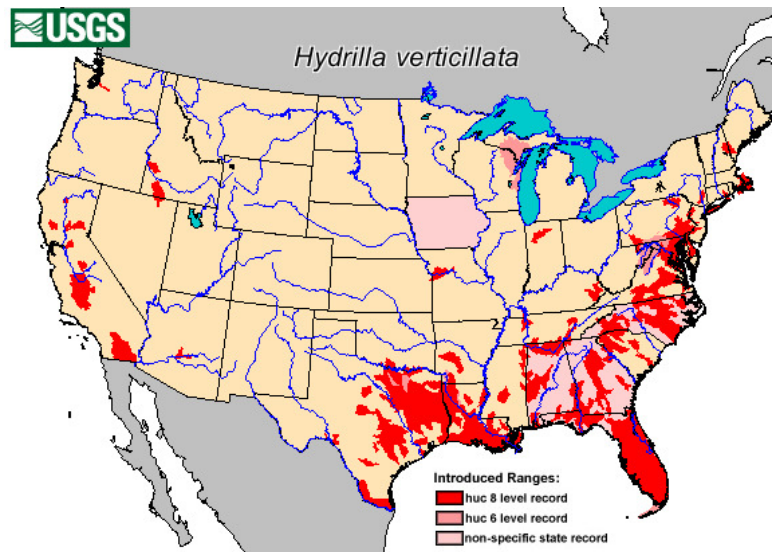 USGS
Hydrilla verticillata
Introduced Ranges:
huc 8 level record
huc 6 level record
non-specific state record